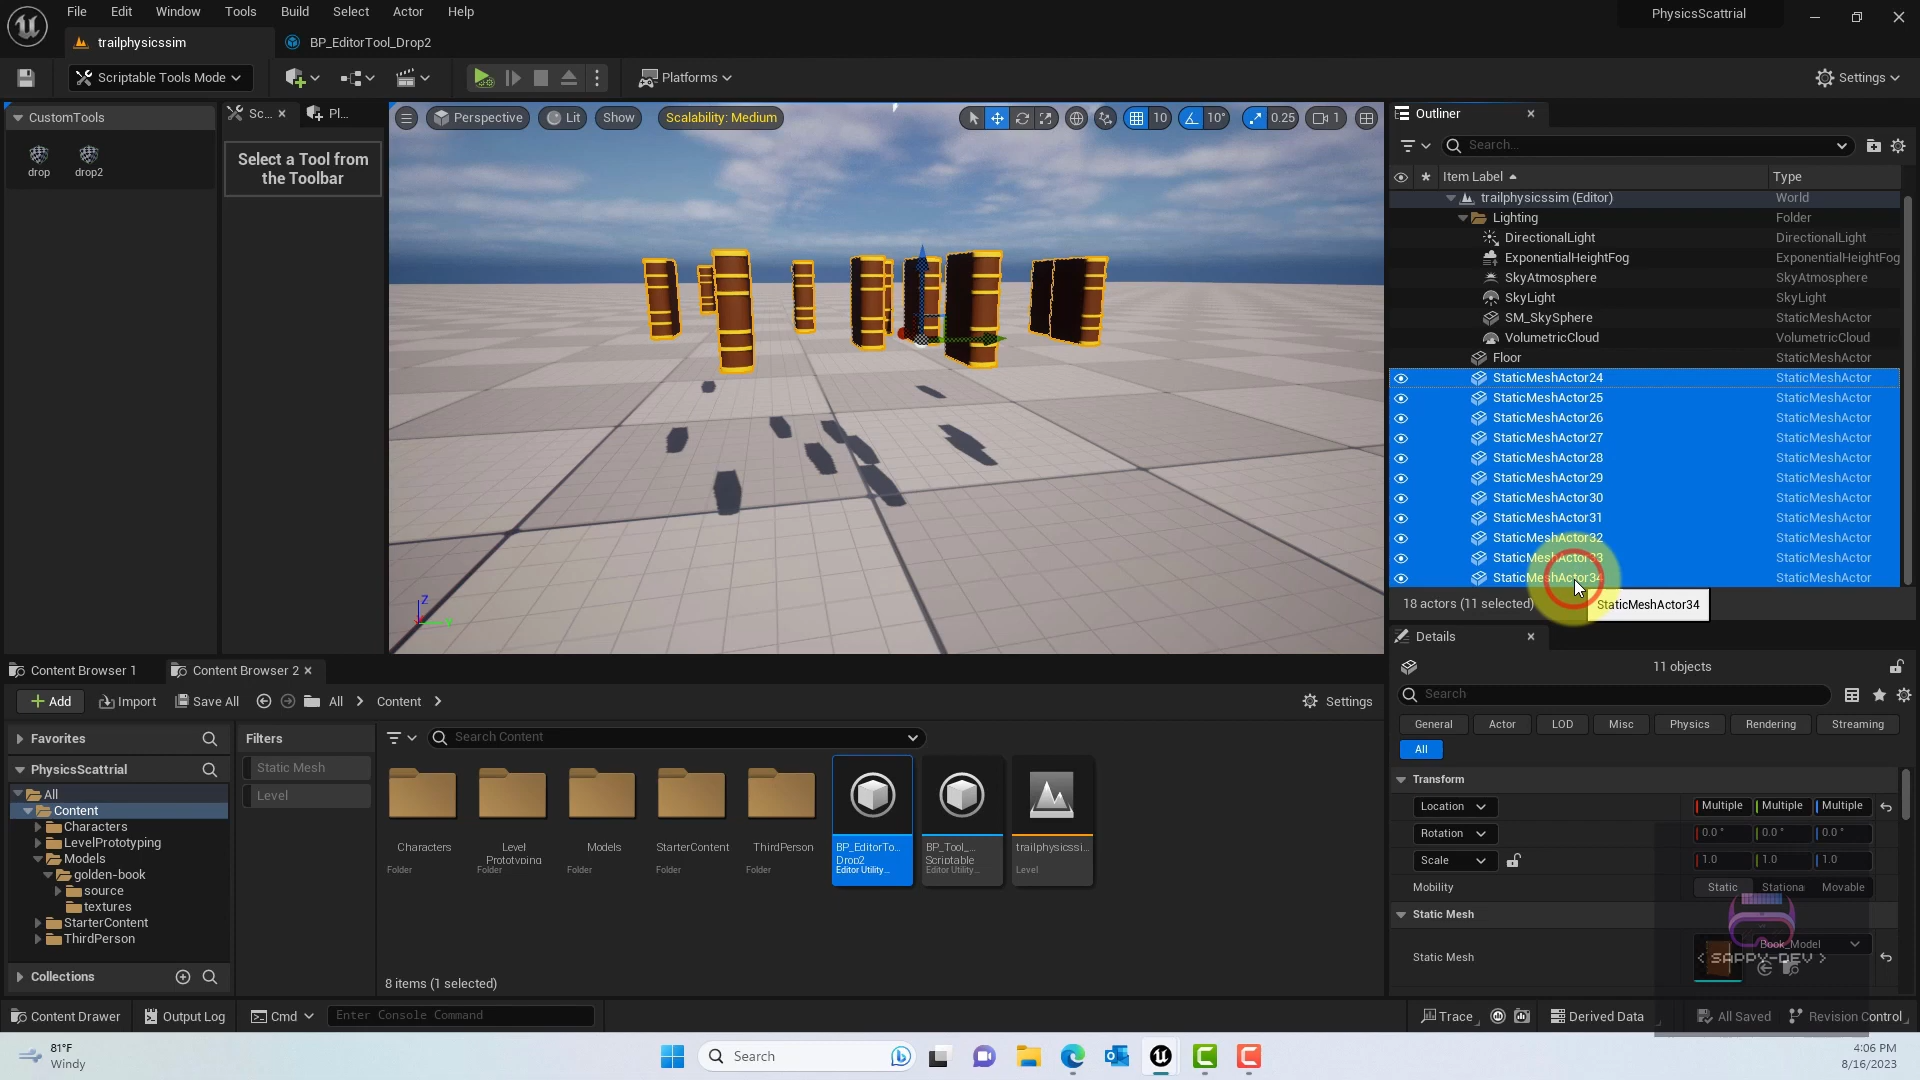 File Edit Window Tools Build Select Actor Help
PhysicsScattrial
trailphysicssim
BP_EditorTool_Drop2
Scriptable Tools Mode
Platforms
Settings
CustomTools
drop
drop2
Sc...
Pl...
Select a Tool from
the Toolbar
Perspective
Lit
Show
Scalability: Medium
10
10°
0.25
1
Outliner
Search...
Item Label
Type
trailphysicssim (Editor) World
Lighting Folder
DirectionalLight DirectionalLight
ExponentialHeightFog ExponentialHeightFog
SkyAtmosphere SkyAtmosphere
SkyLight SkyLight
SM_SkySphere StaticMeshActor
VolumetricCloud VolumetricCloud
Floor StaticMeshActor
StaticMeshActor24 StaticMeshActor
StaticMeshActor25 StaticMeshActor
StaticMeshActor26 StaticMeshActor
StaticMeshActor27 StaticMeshActor
StaticMeshActor28 StaticMeshActor
StaticMeshActor29 StaticMeshActor
StaticMeshActor30 StaticMeshActor
StaticMeshActor31 StaticMeshActor
StaticMeshActor32 StaticMeshActor
StaticMeshActor33 StaticMeshActor
StaticMeshActor34 StaticMeshActor
18 actors (11 selected)
StaticMeshActor34
Z
Y
Details
11 objects
Search
General Actor LOD Misc Physics Rendering Streaming
All
Transform
Location Multiple Multiple Multiple
Rotation 0.0° 0.0° 0.0°
Scale 1.0 1.0 1.0
Mobility Static Stationa Movable
Static Mesh
Static Mesh
Book_Model
< SAPPY-DEV >
Content Browser 1
Content Browser 2
Add
Import
Save All
All
Content
Settings
Favorites
PhysicsScattrial
All
Content
Characters
LevelPrototyping
Models
golden-book
source
textures
StarterContent
ThirdPerson
Collections
Filters
Static Mesh
Level
Search Content
Characters
Folder
Level
Prototyping
Folder
Models
Folder
StarterContent
Folder
ThirdPerson
Folder
BP_EditorTo...
Drop2
Editor Utility...
BP_Tool_...
Scriptable
Editor Utility...
trailphysicssi...
Level
8 items (1 selected)
Content Drawer
Output Log
Cmd
Enter Console Command
Trace
Derived Data
All Saved
Revision Control
81°F
Windy
Search
4:06 PM
8/16/2023